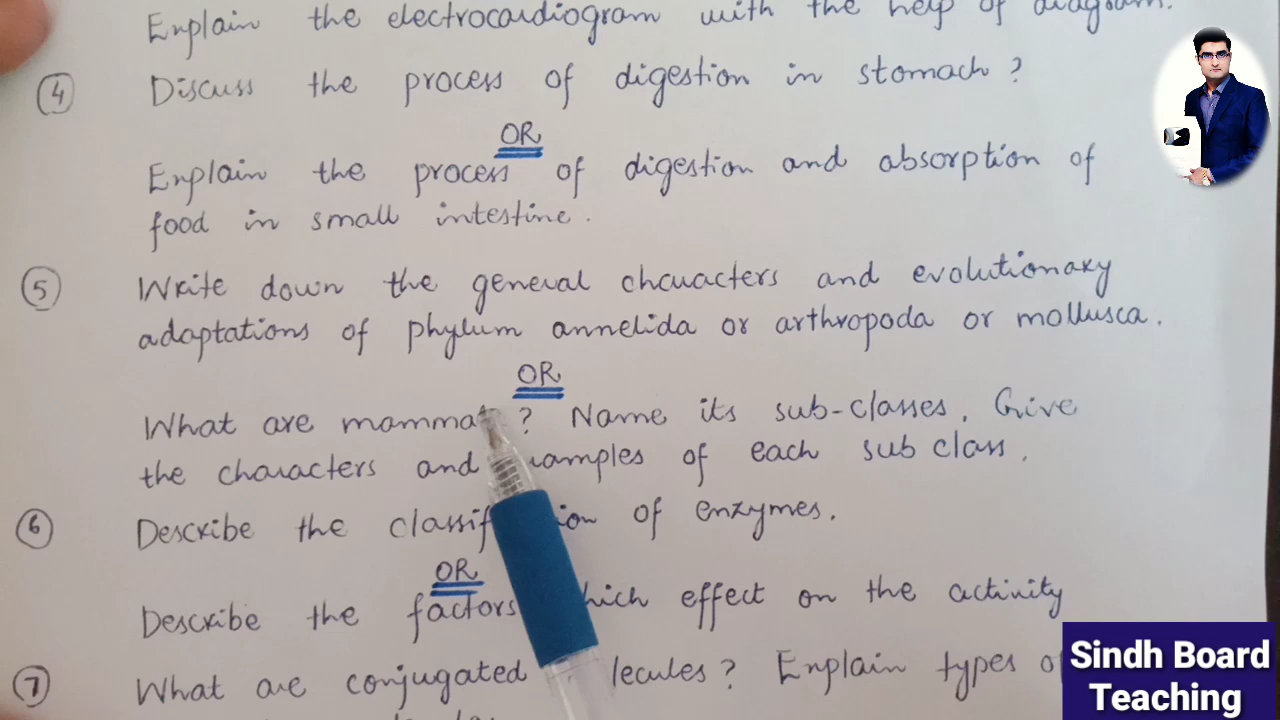 Explain the electrocardiogram with the help of diagram.
4 Discuss the process of digestion in stomach ?
OR
Explain the process of digestion and absorption of
food in small intestine.
5 Write down the general characters and evolutionary
adaptations of phylum annelida or arthropoda or mollusca.
OR
What are ? Name its sub-classes. Give
the characters and of each sub class.
6 Describe the of enzymes.
OR
Describe the factors effect on the activity
7 What are conjugated ? Explain types
Sindh Board
Teaching